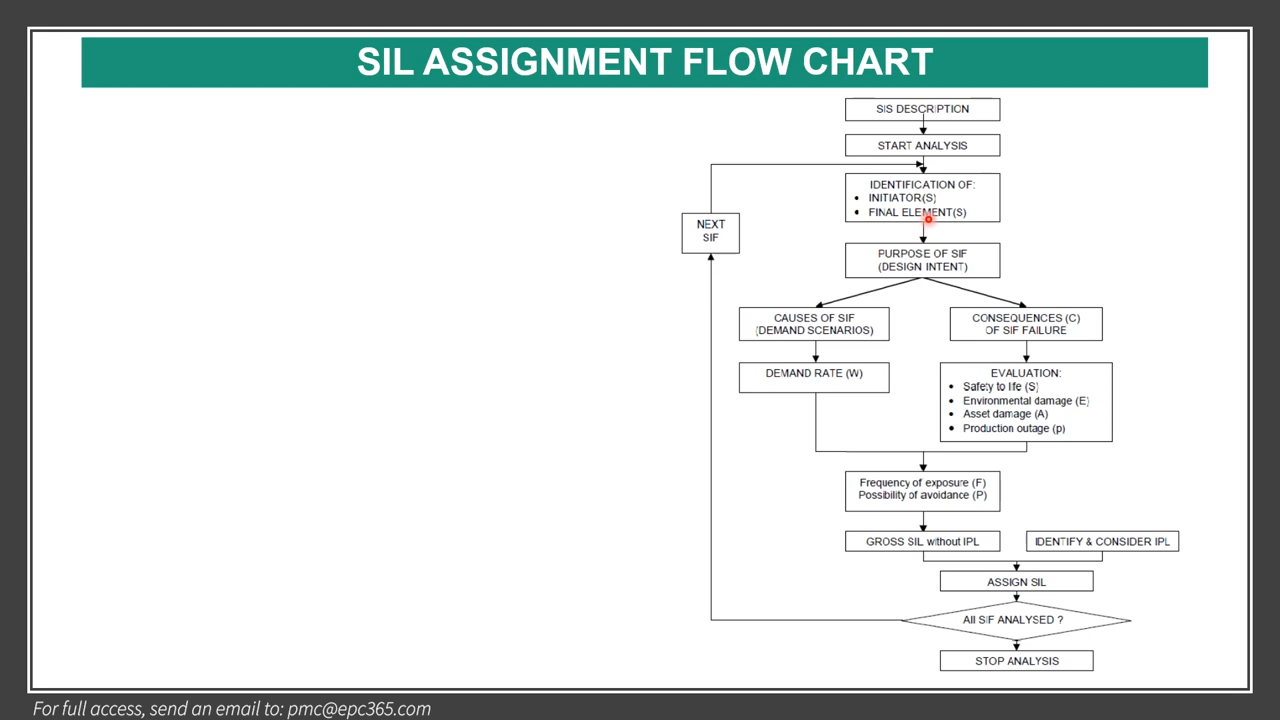 SIL ASSIGNMENT FLOW CHART
SIS DESCRIPTION
START ANALYSIS
IDENTIFICATION OF:
• INITIATOR(S)
• FINAL ELEMENT(S)
NEXT
SIF
PURPOSE OF SIF
(DESIGN INTENT)
CAUSES OF SIF
(DEMAND SCENARIOS)
CONSEQUENCES (C)
OF SIF FAILURE
DEMAND RATE (W)
EVALUATION:
• Safety to life (S)
• Environmental damage (E)
• Asset damage (A)
• Production outage (p)
Frequency of exposure (F)
Possibility of avoidance (P)
GROSS SIL without IPL
IDENTIFY & CONSIDER IPL
ASSIGN SIL
All SIF ANALYSED ?
STOP ANALYSIS
For full access, send an email to: pmc@epc365.com